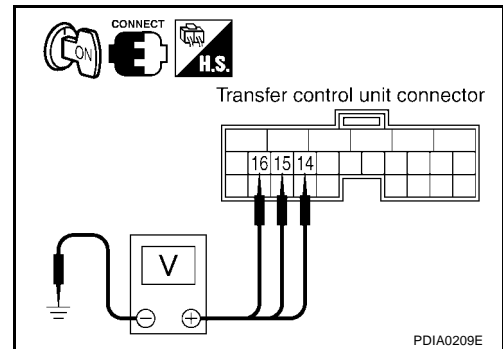 CONNECT
ON
H.S.
Transfer control unit connector
16 15 14
V
− +
PDIA0209E